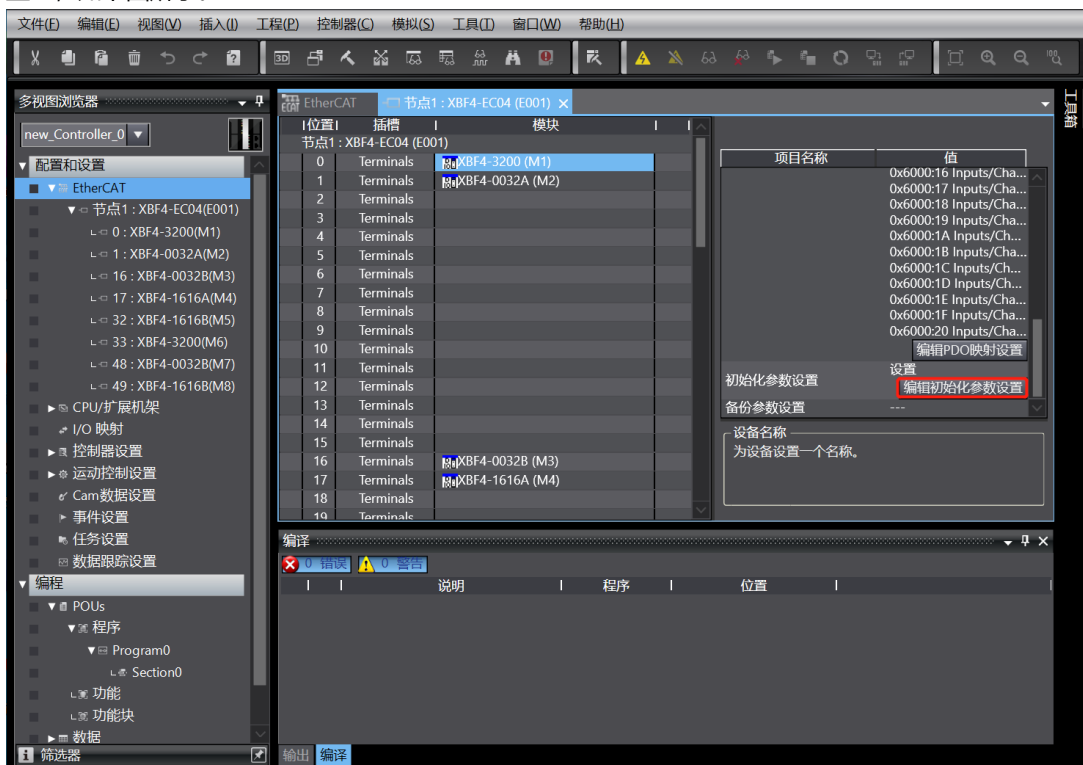 文件(F) 编辑(E) 视图(V) 插入(I) 工程(P) 控制器(C) 模拟(S) 工具(T) 窗口(W) 帮助(H)
多视图浏览器
new_Controller_0
配置和设置
EtherCAT
节点1 : XBF4-EC04(E001)
0 : XBF4-3200(M1)
1 : XBF4-0032A(M2)
16 : XBF4-0032B(M3)
17 : XBF4-1616A(M4)
32 : XBF4-1616B(M5)
33 : XBF4-3200(M6)
48 : XBF4-0032B(M7)
49 : XBF4-1616B(M8)
CPU/扩展机架
I/O 映射
控制器设置
运动控制设置
Cam数据设置
事件设置
任务设置
数据跟踪设置
编程
POUs
程序
Program0
Section0
功能
功能块
数据
筛选器
EtherCAT 节点1 : XBF4-EC04 (E001)
位置 插槽 模块
节点1 : XBF4-EC04 (E001)
0 Terminals XBF4-3200 (M1)
1 Terminals XBF4-0032A (M2)
2 Terminals
3 Terminals
4 Terminals
5 Terminals
6 Terminals
7 Terminals
8 Terminals
9 Terminals
10 Terminals
11 Terminals
12 Terminals
13 Terminals
14 Terminals
15 Terminals
16 Terminals XBF4-0032B (M3)
17 Terminals XBF4-1616A (M4)
18 Terminals
19 Terminals
项目名称 值
0x6000:16 Inputs/Cha...
0x6000:17 Inputs/Cha...
0x6000:18 Inputs/Cha...
0x6000:19 Inputs/Cha...
0x6000:1A Inputs/Ch...
0x6000:1B Inputs/Cha...
0x6000:1C Inputs/Ch...
0x6000:1D Inputs/Ch...
0x6000:1E Inputs/Cha...
0x6000:1F Inputs/Cha...
0x6000:20 Inputs/Cha...
编辑PDO映射设置
初始化参数设置 设置
编辑初始化参数设置
备份参数设置 ---
设备名称
为设备设置一个名称。
工具箱
编译
0 错误 0 警告
说明 程序 位置
输出 编译